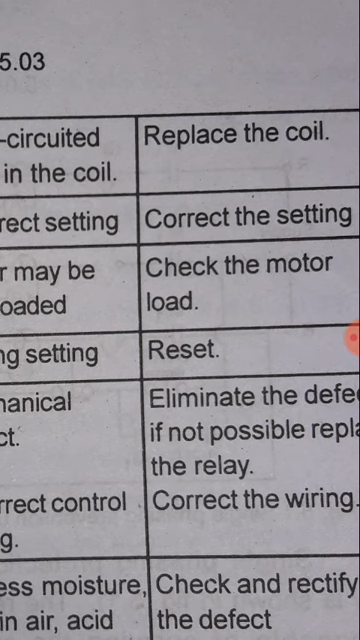 5.03
-circuited Replace the coil.
in the coil.
rect setting Correct the setting
r may be Check the motor
oaded load.
ng setting Reset.
hanical Eliminate the defe
ct. if not possible repla
the relay.
rrect control Correct the wiring.
g.
ess moisture, Check and rectify
in air, acid the defect